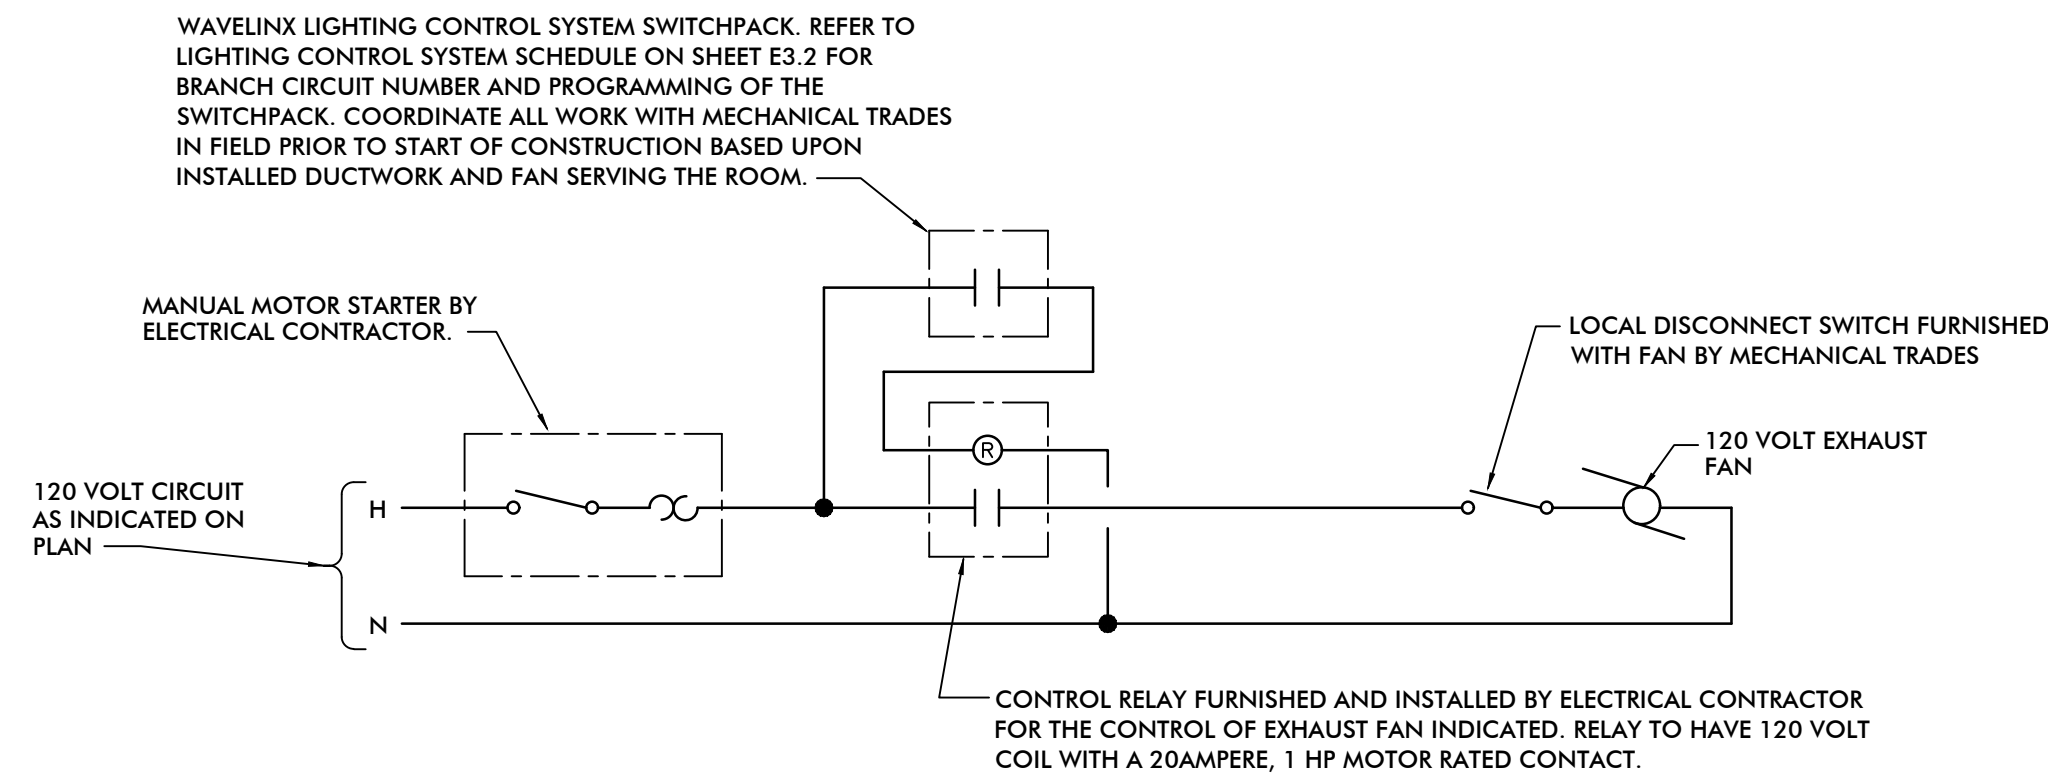 WAVELINX LIGHTING CONTROL SYSTEM SWITCHPACK. REFER TO
LIGHTING CONTROL SYSTEM SCHEDULE ON SHEET E3.2 FOR
BRANCH CIRCUIT NUMBER AND PROGRAMMING OF THE
SWITCHPACK. COORDINATE ALL WORK WITH MECHANICAL TRADES
IN FIELD PRIOR TO START OF CONSTRUCTION BASED UPON
INSTALLED DUCTWORK AND FAN SERVING THE ROOM.
MANUAL MOTOR STARTER BY
ELECTRICAL CONTRACTOR.
LOCAL DISCONNECT SWITCH FURNISHED
WITH FAN BY MECHANICAL TRADES
120 VOLT EXHAUST
FAN
R
120 VOLT CIRCUIT
AS INDICATED ON
PLAN
H
N
CONTROL RELAY FURNISHED AND INSTALLED BY ELECTRICAL CONTRACTOR
FOR THE CONTROL OF EXHAUST FAN INDICATED. RELAY TO HAVE 120 VOLT
COIL WITH A 20AMPERE, 1 HP MOTOR RATED CONTACT.